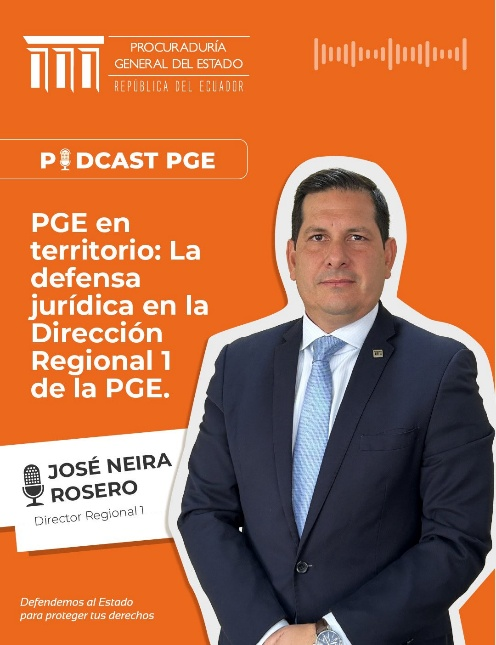 PROCURADURÍA
GENERAL DEL ESTADO
REPÚBLICA DEL ECUADOR
PODCAST PGE
PGE en
territorio: La
defensa
jurídica en la
Dirección
Regional 1
de la PGE.
JOSÉ NEIRA
ROSERO
Director Regional 1
Defendemos al Estado
para proteger tus derechos